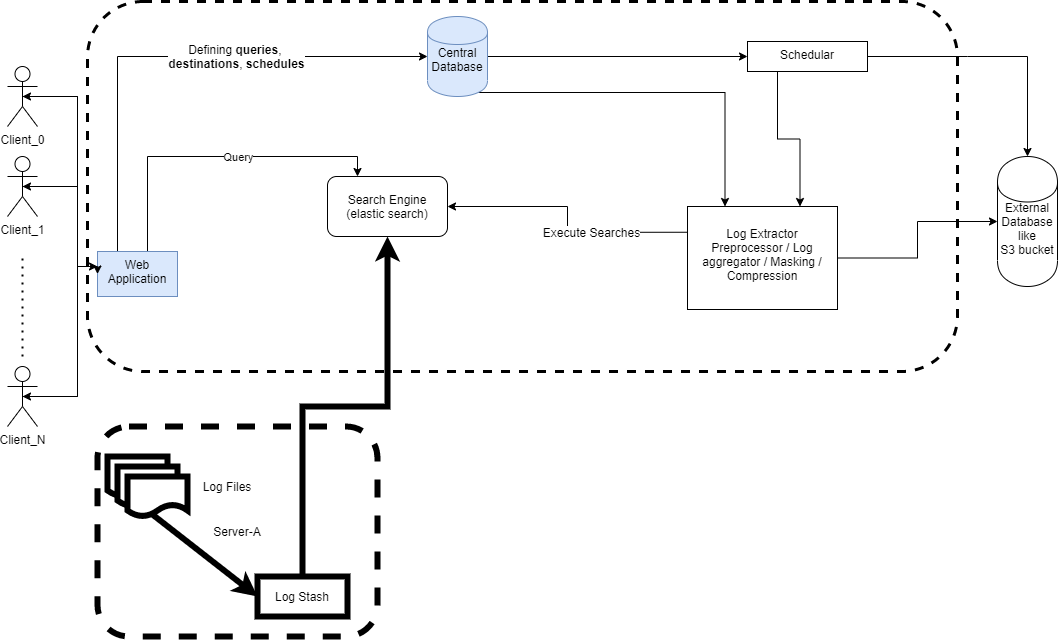 Defining queries,
destinations, schedules
Central
Database
Schedular
Client_0
Query
Client_1
Search Engine
(elastic search)
Execute Searches
Log Extractor
Preprocessor / Log
aggregator / Masking /
Compression
External
Database
like
S3 bucket
Web
Application
Client_N
Log Files
Server-A
Log Stash